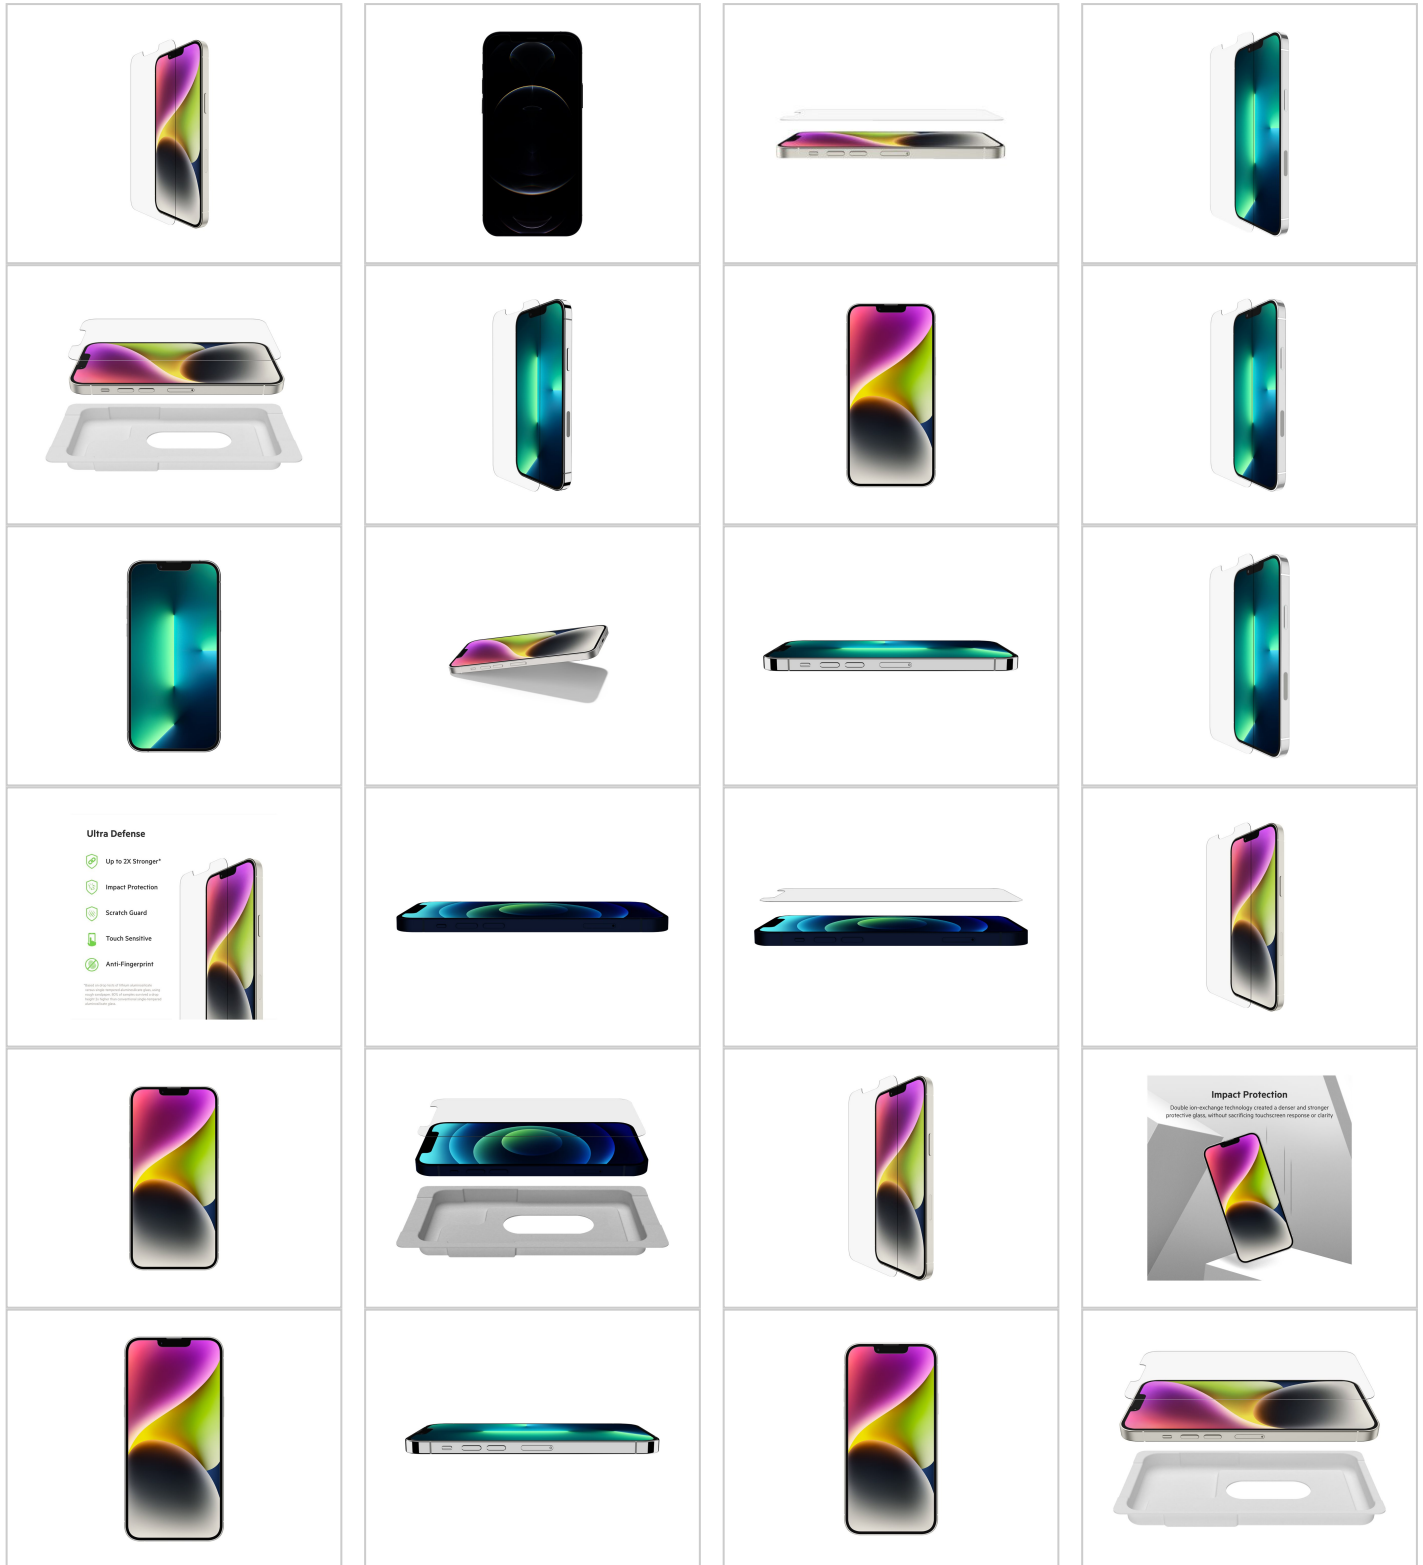 Ultra Defense
Up to 2X Stronger*
Impact Protection
Scratch Guard
Touch Sensitive
Anti-Fingerprint
Impact Protection
Double ion-exchange technology created a denser and stronger
protective glass, without sacrificing touchscreen response or clarity